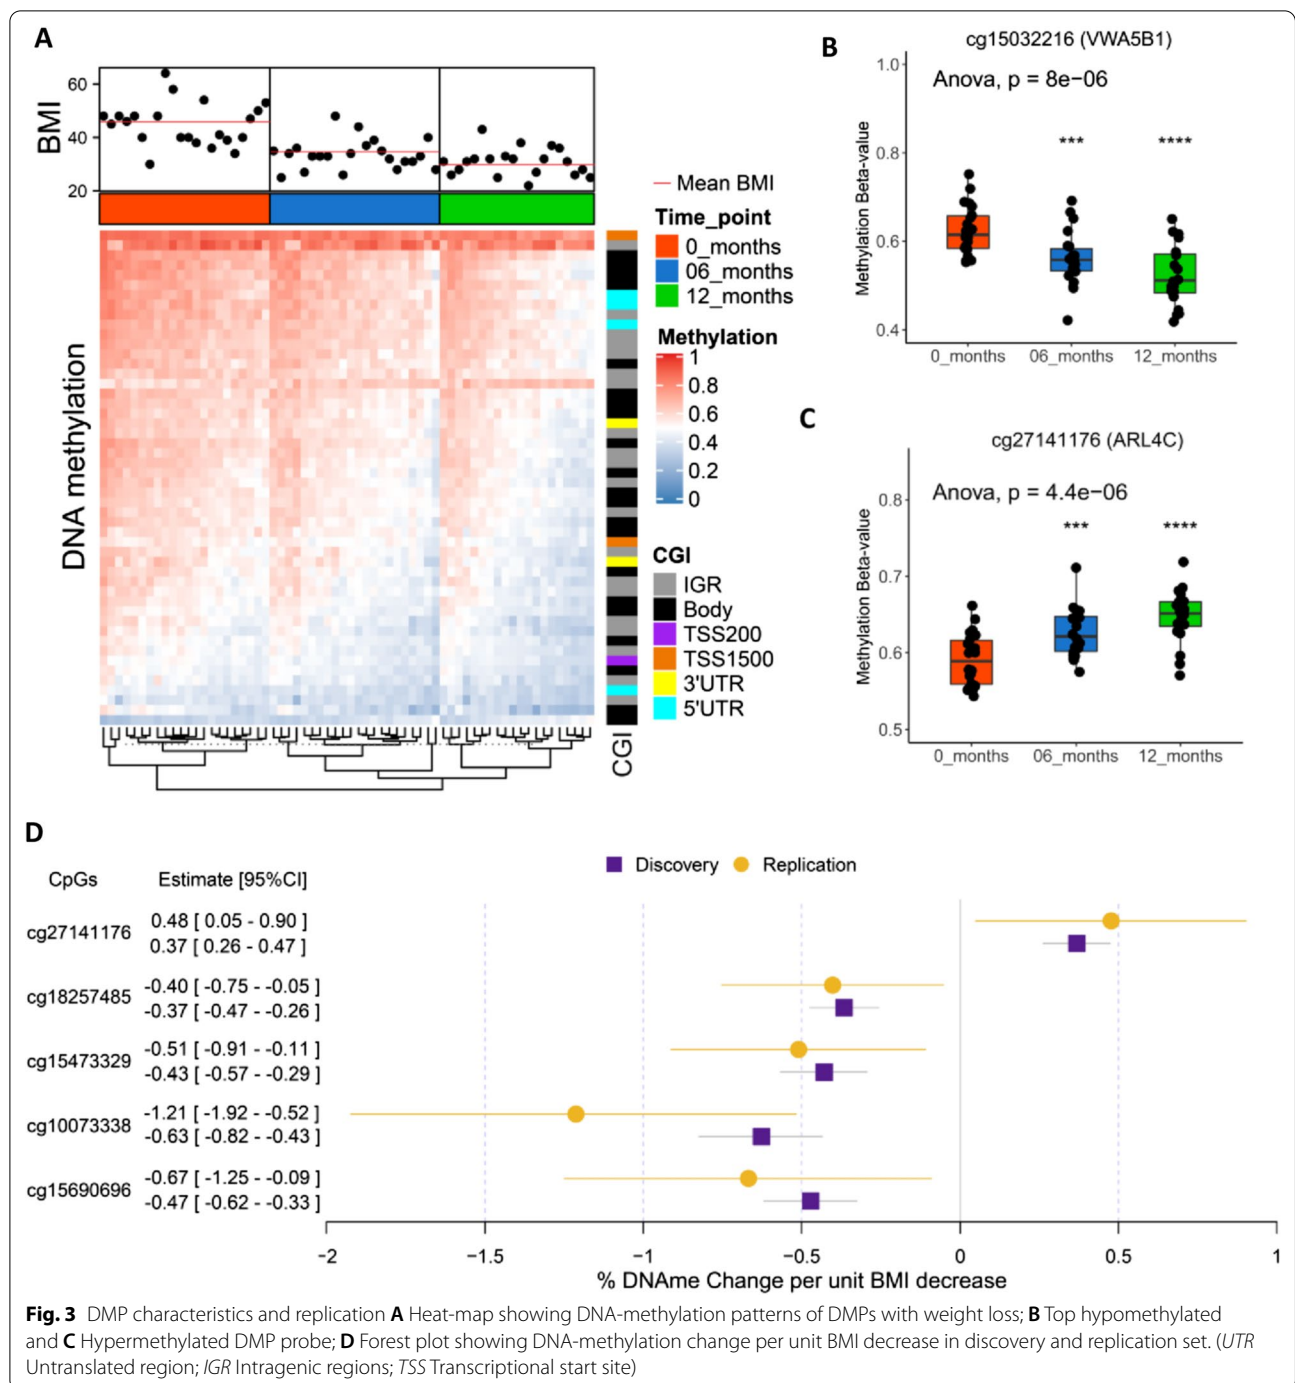 A
BMI
60
40
20
Mean BMI
Time_point
0_months
06_months
12_months
DNA methylation
Methylation
1
0.8
0.6
0.4
0.2
0
CGI
IGR
Body
TSS200
TSS1500
3'UTR
5'UTR
CGI
B
cg15032216 (VWA5B1)
Anova, p = 8e−06
*** ****
Methylation Beta-value
1.0
0.8
0.6
0.4
0_months 06_months 12_months
C
cg27141176 (ARL4C)
Anova, p = 4.4e−06
*** ****
Methylation Beta-value
0.8
0.7
0.6
0.5
0_months 06_months 12_months
D
Discovery Replication
CpGs Estimate [95%CI]
cg27141176
0.48 [ 0.05 - 0.90 ]
0.37 [ 0.26 - 0.47 ]
cg18257485
-0.40 [ -0.75 - -0.05 ]
-0.37 [ -0.47 - -0.26 ]
cg15473329
-0.51 [ -0.91 - -0.11 ]
-0.43 [ -0.57 - -0.29 ]
cg10073338
-1.21 [ -1.92 - -0.52 ]
-0.63 [ -0.82 - -0.43 ]
cg15690696
-0.67 [ -1.25 - -0.09 ]
-0.47 [ -0.62 - -0.33 ]
−2 −1.5 −1 −0.5 0 0.5 1
% DNAme Change per unit BMI decrease
Fig. 3 DMP characteristics and replication A Heat-map showing DNA-methylation patterns of DMPs with weight loss; B Top hypomethylated
and C Hypermethylated DMP probe; D Forest plot showing DNA-methylation change per unit BMI decrease in discovery and replication set. (UTR
Untranslated region; IGR Intragenic regions; TSS Transcriptional start site)